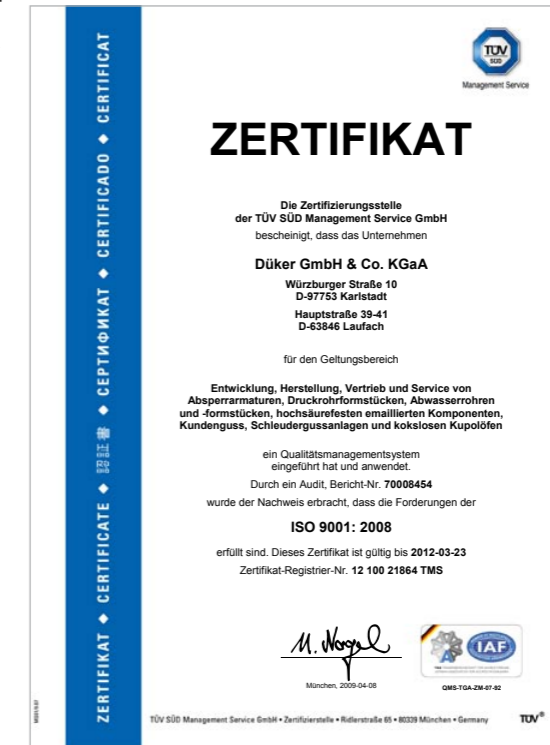 TÜV
SÜD
Management Service
ZERTIFIKAT ◆ CERTIFICATE ◆ 認証書 ◆ СЕРТИФИКАТ ◆ CERTIFICADO ◆ CERTIFICAT
ZERTIFIKAT
Die Zertifizierungsstelle
der TÜV SÜD Management Service GmbH
bescheinigt, dass das Unternehmen
Düker GmbH & Co. KGaA
Würzburger Straße 10
D-97753 Karlstadt
Hauptstraße 39-41
D-63846 Laufach
für den Geltungsbereich
Entwicklung, Herstellung, Vertrieb und Service von
Absperrarmaturen, Druckrohrformstücken, Abwasserrohren
und -formstücken, hochsäurefesten emaillierten Komponenten,
Kundenguss, Schleudergussanlagen und kokslosen Kupolöfen
ein Qualitätsmanagementsystem
eingeführt hat und anwendet.
Durch ein Audit, Bericht-Nr. 70008454
wurde der Nachweis erbracht, dass die Forderungen der
ISO 9001: 2008
erfüllt sind. Dieses Zertifikat ist gültig bis 2012-03-23
Zertifikat-Registrier-Nr. 12 100 21864 TMS
M. Nagel
München, 2009-04-08
IAF
QMS-TGA-ZM-07-92
TÜV SÜD Management Service GmbH • Zertifizierstelle • Ridlerstraße 65 • 80339 München • Germany
TÜV®